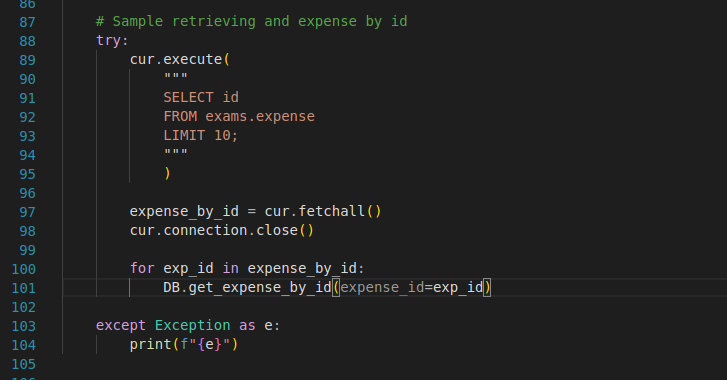 86
87 # Sample retrieving and expense by id
88 try:
89 cur.execute(
90 """
91 SELECT id
92 FROM exams.expense
93 LIMIT 10;
94 """
95 )
96
97 expense_by_id = cur.fetchall()
98 cur.connection.close()
99
100 for exp_id in expense_by_id:
101 DB.get_expense_by_id(expense_id=exp_id)
102
103 except Exception as e:
104 print(f"{e}")
105